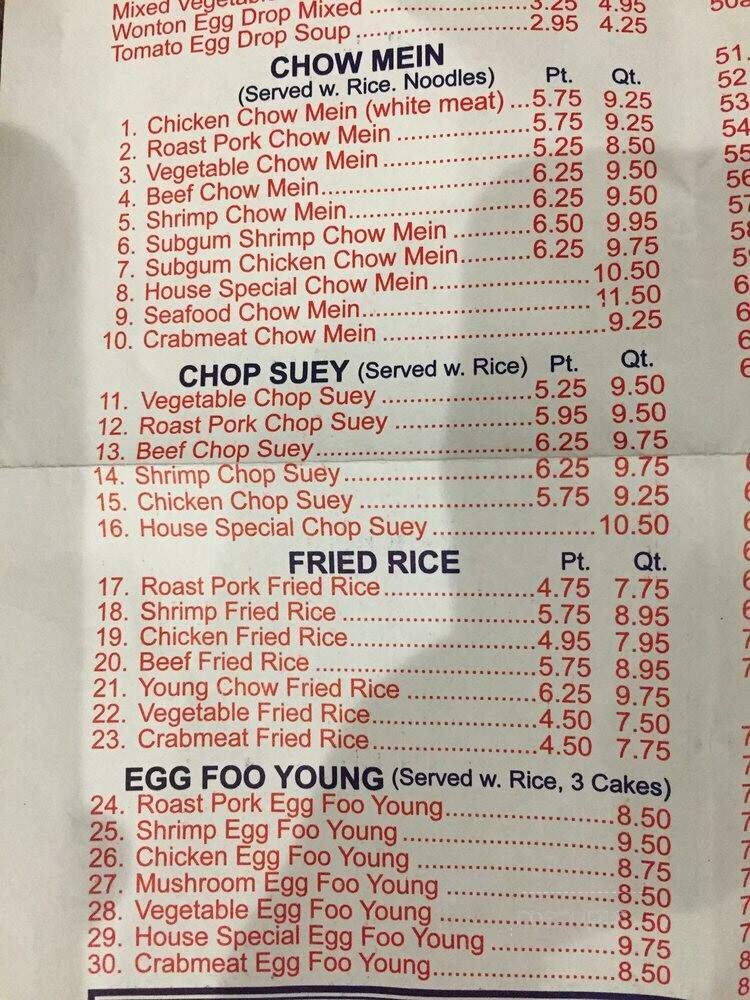 Mixed
Wonton Egg Drop Mixed 3.25 4.95
Tomato Egg Drop Soup 2.95 4.25
CHOW MEIN
(Served w. Rice. Noodles) Pt. Qt.
1. Chicken Chow Mein (white meat) ...5.75 9.25
2. Roast Pork Chow Mein 5.75 9.25
3. Vegetable Chow Mein 5.25 8.50
4. Beef Chow Mein 6.25 9.50
5. Shrimp Chow Mein 6.25 9.50
6. Subgum Shrimp Chow Mein 6.50 9.95
7. Subgum Chicken Chow Mein 6.25 9.75
8. House Special Chow Mein 10.50
9. Seafood Chow Mein 11.50
10. Crabmeat Chow Mein 9.25
CHOP SUEY (Served w. Rice) Pt. Qt.
11. Vegetable Chop Suey 5.25 9.50
12. Roast Pork Chop Suey 5.95 9.50
13. Beef Chop Suey 6.25 9.75
14. Shrimp Chop Suey 6.25 9.75
15. Chicken Chop Suey 5.75 9.25
16. House Special Chop Suey 10.50
FRIED RICE Pt. Qt.
17. Roast Pork Fried Rice 4.75 7.75
18. Shrimp Fried Rice 5.75 8.95
19. Chicken Fried Rice 4.95 7.95
20. Beef Fried Rice 5.75 8.95
21. Young Chow Fried Rice 6.25 9.75
22. Vegetable Fried Rice 4.50 7.50
23. Crabmeat Fried Rice 4.50 7.75
EGG FOO YOUNG (Served w. Rice, 3 Cakes)
24. Roast Pork Egg Foo Young 8.50
25. Shrimp Egg Foo Young 9.50
26. Chicken Egg Foo Young 8.75
27. Mushroom Egg Foo Young 8.50
28. Vegetable Egg Foo Young 8.50
29. House Special Egg Foo Young 9.75
30. Crabmeat Egg Foo Young 8.50
51.
52
53
54
55
56
57
58